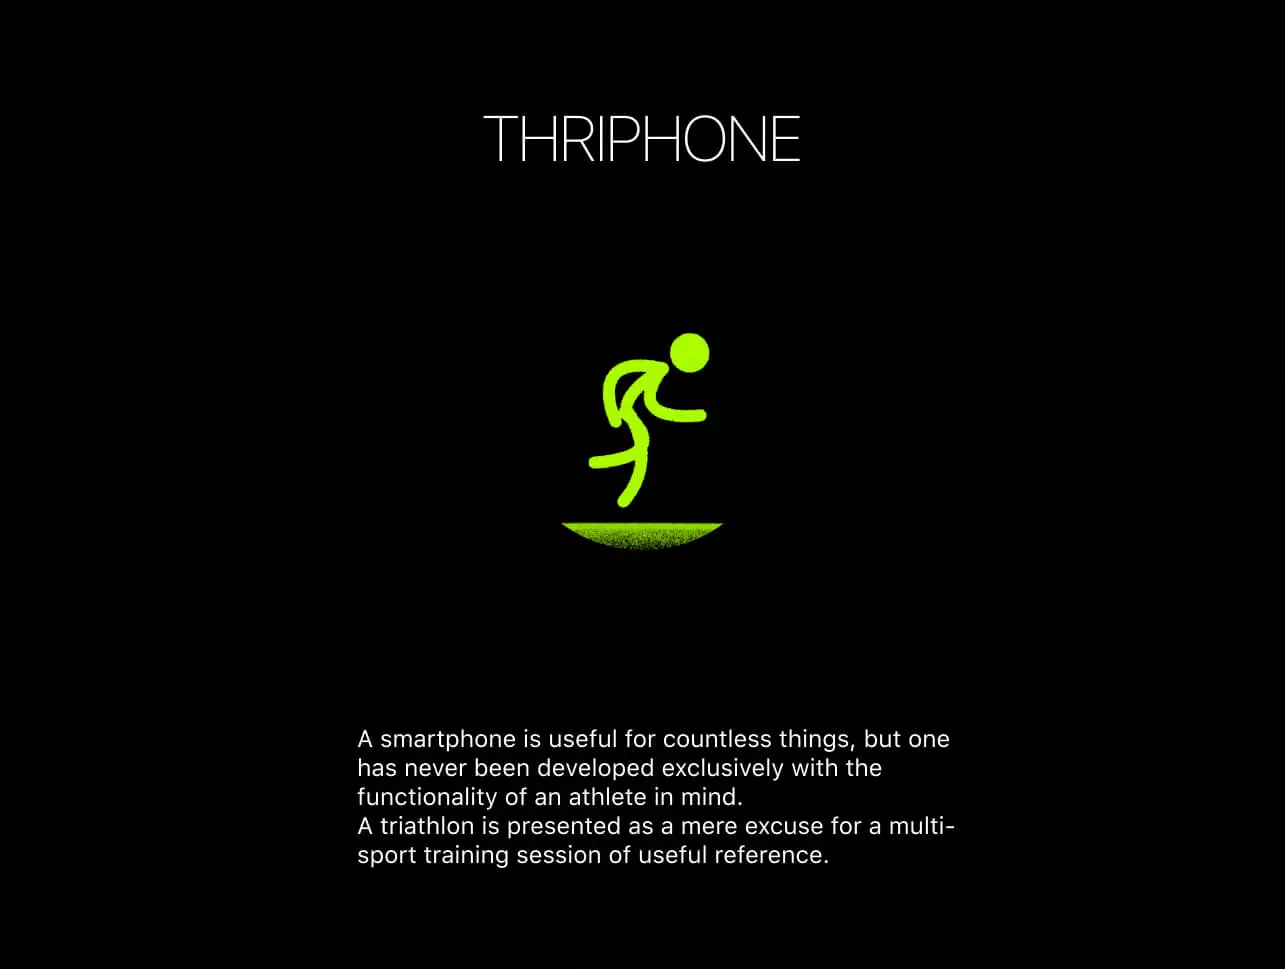 THRIPHONE
A smartphone is useful for countless things, but one
has never been developed exclusively with the
functionality of an athlete in mind.
A triathlon is presented as a mere excuse for a multi-
sport training session of useful reference.